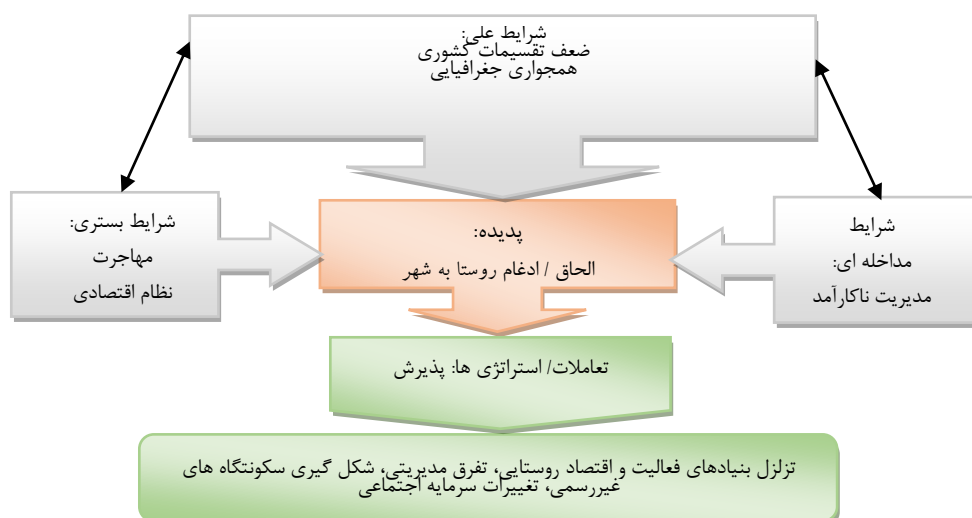 شرایط علی:
ضعف تقسیمات کشوری
همجواری جغرافیایی
شرایط
مداخله ای:
مدیریت ناکارآمد
پدیده:
الحاق / ادغام روستا به شهر
شرایط بستری:
مهاجرت
نظام اقتصادی
تعاملات/ استراتژی ها: پذیرش
تزلزل بنیادهای فعالیت و اقتصاد روستایی، تفرق مدیریتی، شکل گیری سکونتگاه های
غیررسمی، تغییرات سرمایه اجتماعی